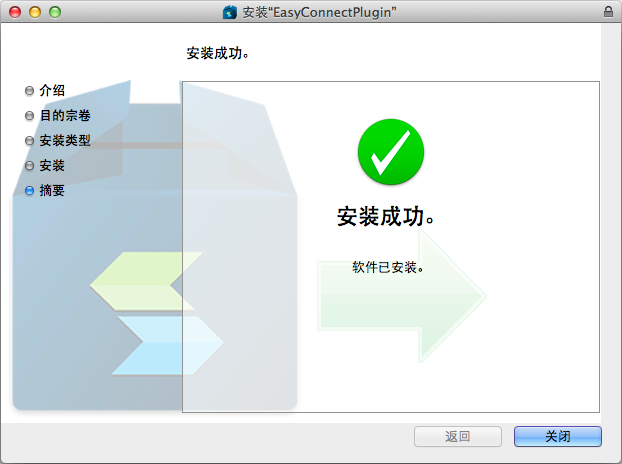 安装“EasyConnectPlugin”
安装成功。
介绍
目的宗卷
安装类型
安装
摘要
安装成功。
软件已安装。
返回
关闭